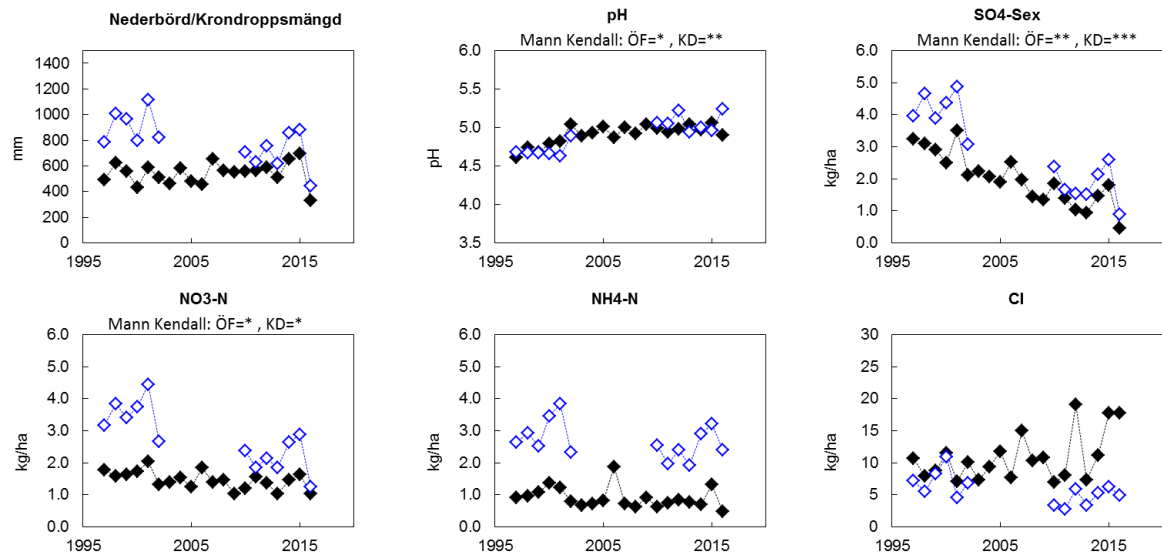 Nederbörd/Krondroppsmängd
1400
1200
1000
800
600
400
200
0
mm
1995 2005 2015
pH
Mann Kendall: ÖF=* , KD=**
6.0
5.5
5.0
4.5
4.0
3.5
pH
1995 2005 2015
SO4-Sex
Mann Kendall: ÖF=** , KD=***
6.0
5.0
4.0
3.0
2.0
1.0
0.0
kg/ha
1995 2005 2015
NO3-N
Mann Kendall: ÖF=* , KD=*
6.0
5.0
4.0
3.0
2.0
1.0
0.0
kg/ha
1995 2005 2015
NH4-N
6.0
5.0
4.0
3.0
2.0
1.0
0.0
kg/ha
1995 2005 2015
Cl
30
25
20
15
10
5
0
kg/ha
1995 2005 2015